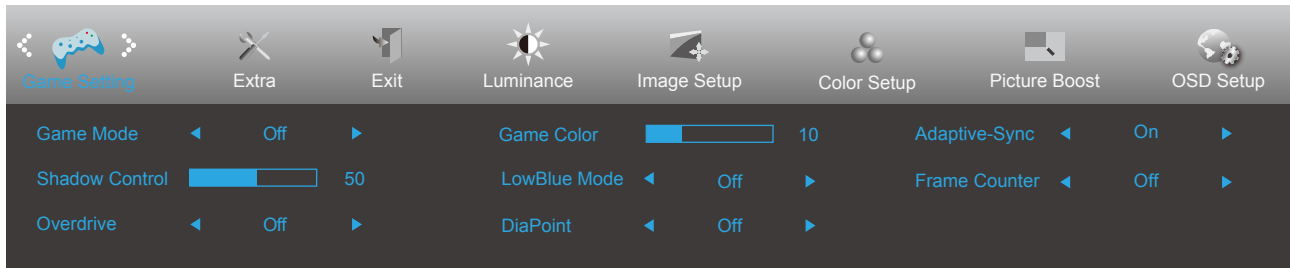 Game Setting Extra Exit Luminance Image Setup Color Setup Picture Boost OSD Setup
Game Mode Off Game Color 10 Adaptive-Sync On
Shadow Control 50 LowBlue Mode Off Frame Counter Off
Overdrive Off DiaPoint Off